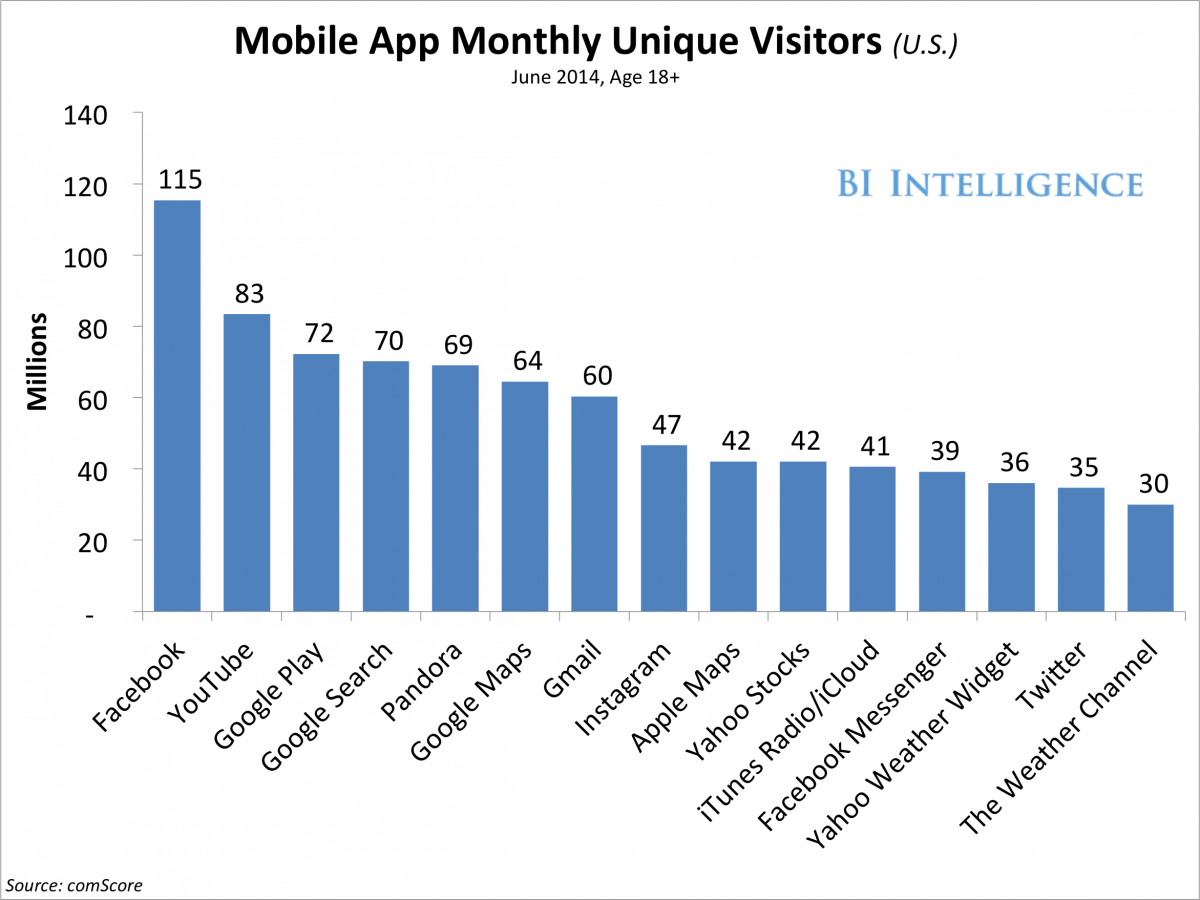 Mobile App Monthly Unique Visitors (U.S.)
June 2014, Age 18+
BI INTELLIGENCE
Millions
140
120
100
80
60
40
20
-
115
83
72
70
69
64
60
47
42
42
41
39
36
35
30
Facebook
YouTube
Google Play
Google Search
Pandora
Google Maps
Gmail
Instagram
Apple Maps
Yahoo Stocks
iTunes Radio/iCloud
Facebook Messenger
Yahoo Weather Widget
Twitter
The Weather Channel
Source: comScore